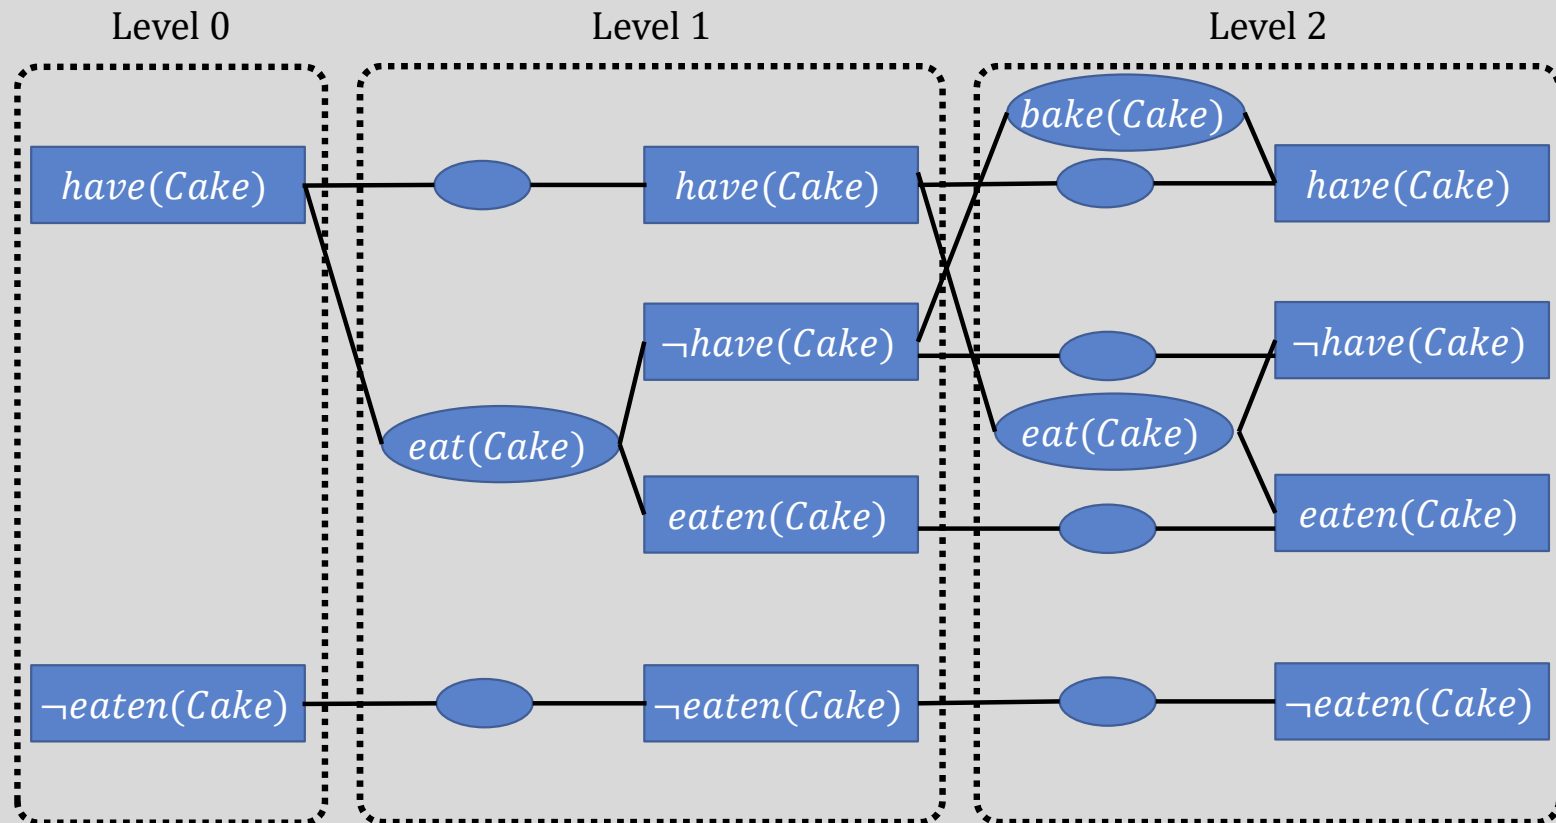 Level 0
Level 1
Level 2
bake(Cake)
have(Cake)
have(Cake)
have(Cake)
¬have(Cake)
¬have(Cake)
eat(Cake)
eat(Cake)
eaten(Cake)
eaten(Cake)
¬eaten(Cake)
¬eaten(Cake)
¬eaten(Cake)